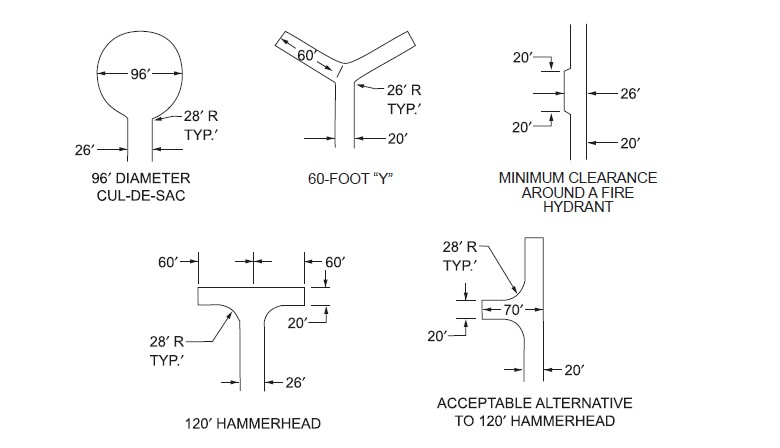 96′
28′ R
TYP.′
26′
96′ DIAMETER
CUL-DE-SAC
60′
26′ R
TYP.′
20′
60-FOOT “Y”
20′
26′
20′
20′
MINIMUM CLEARANCE
AROUND A FIRE
HYDRANT
60′
60′
20′
28′ R
TYP.′
26′
120′ HAMMERHEAD
28′ R
TYP.′
70′
20′
20′
ACCEPTABLE ALTERNATIVE
TO 120′ HAMMERHEAD